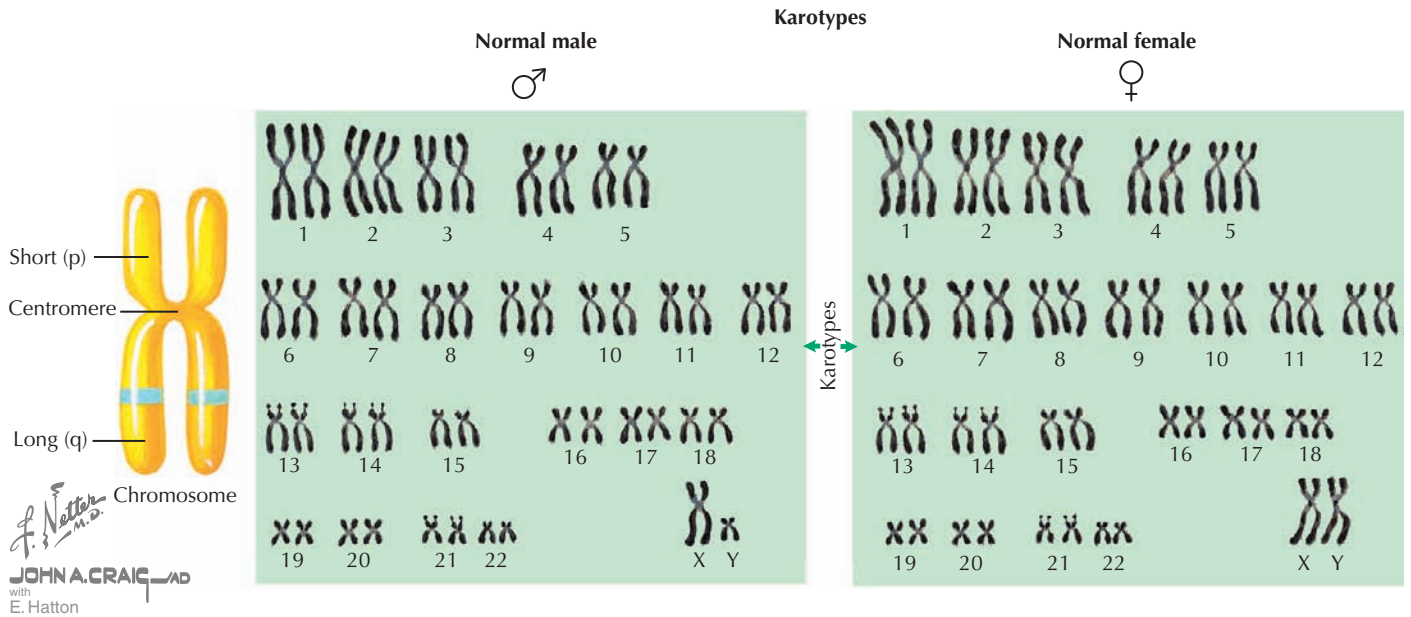 Karotypes
Normal male
Normal female
♂
♀
Short (p)
Centromere
Long (q)
Chromosome
1 2 3 4 5
6 7 8 9 10 11 12
13 14 15 16 17 18
19 20 21 22 X Y
Karotypes
1 2 3 4 5
6 7 8 9 10 11 12
13 14 15 16 17 18
19 20 21 22 X Y
f. Netter
M.D.
JOHN A. CRAIG_AD
with
E. Hatton